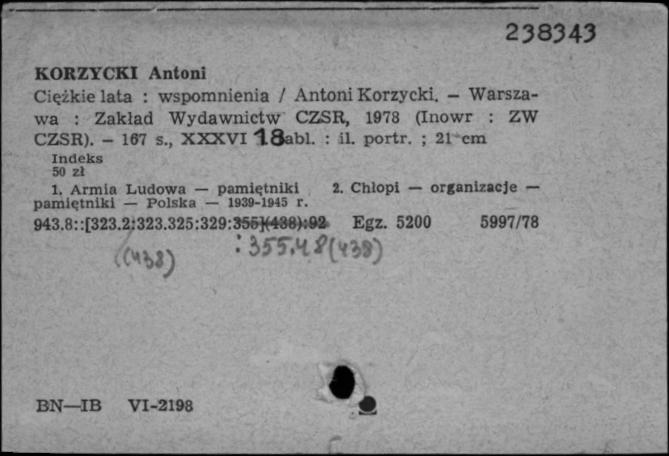 238343
KORZYCKI Antoni
Ciężkie lata : wspomnienia / Antoni Korzycki. – Warsza-
wa : Zakład Wydawnictw CZSR, 1978 (Inowr : ZW
CZSR). – 167 s., XXXVI 18abl. : il. portr. ; 21 cm
Indeks
50 zł
1. Armia Ludowa — pamiętniki 2. Chłopi — organizacje —
pamiętniki — Polska — 1939-1945 r.
943.8::[323.2:323.325:329:355](438):92 Egz. 5200 5997/78
(438) :355.48(438)
BN—IB VI-2198